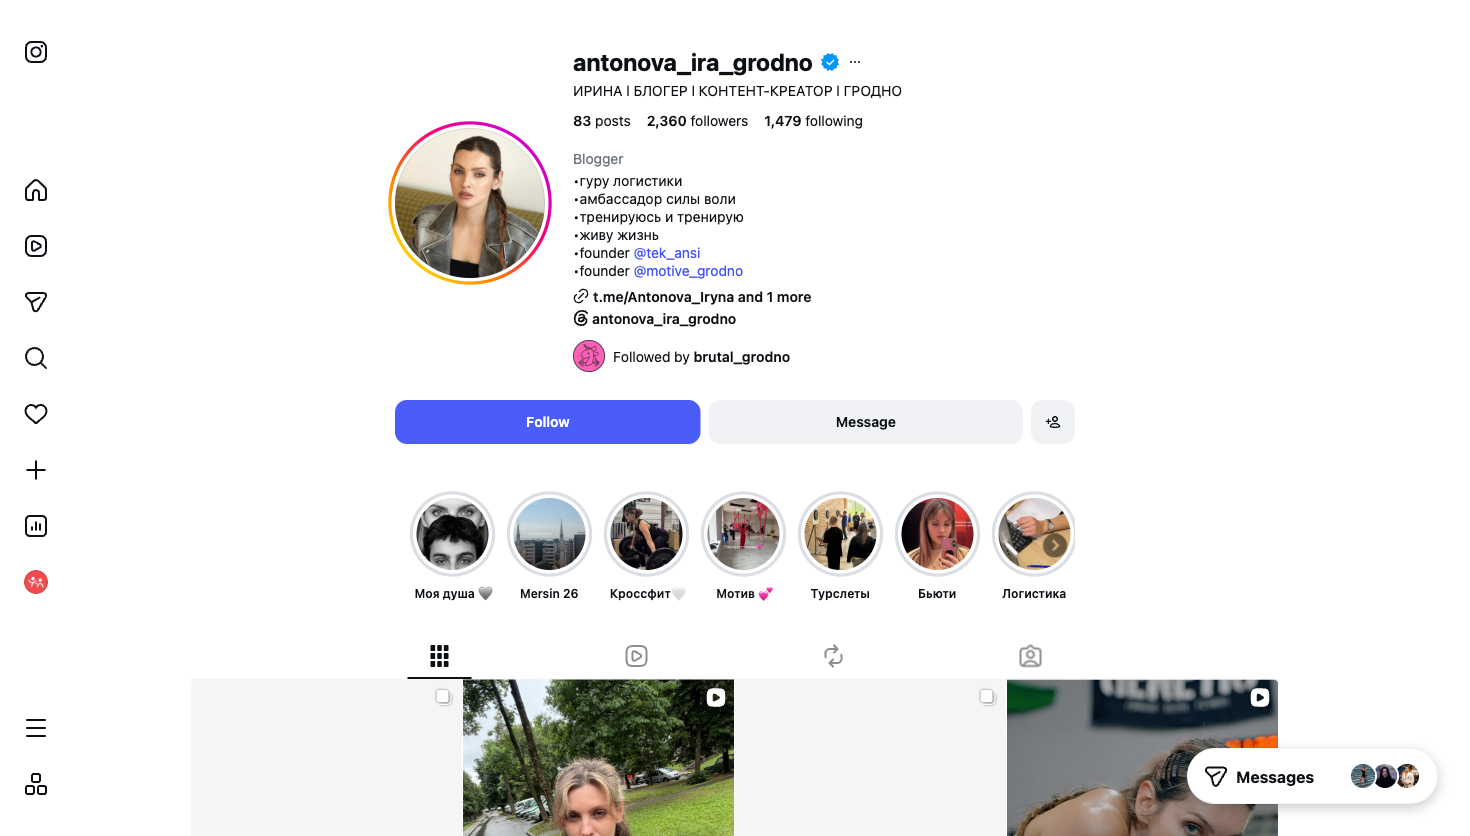 antonova_ira_grodno
ИРИНА | БЛОГЕР | КОНТЕНТ-КРЕАТОР | ГРОДНО
83 posts 2,360 followers 1,479 following
Blogger
•гуру логистики
•амбассадор силы воли
•тренируюсь и тренирую
•живу жизнь
•founder @tek_ansi
•founder @motive_grodno
t.me/Antonova_Iryna and 1 more
antonova_ira_grodno
Followed by brutal_grodno
Follow Message
Моя душа 🖤 Mersin 26 Кроссфит🤍 Мотив 💞 Турслеты Бьюти Логистика
Messages